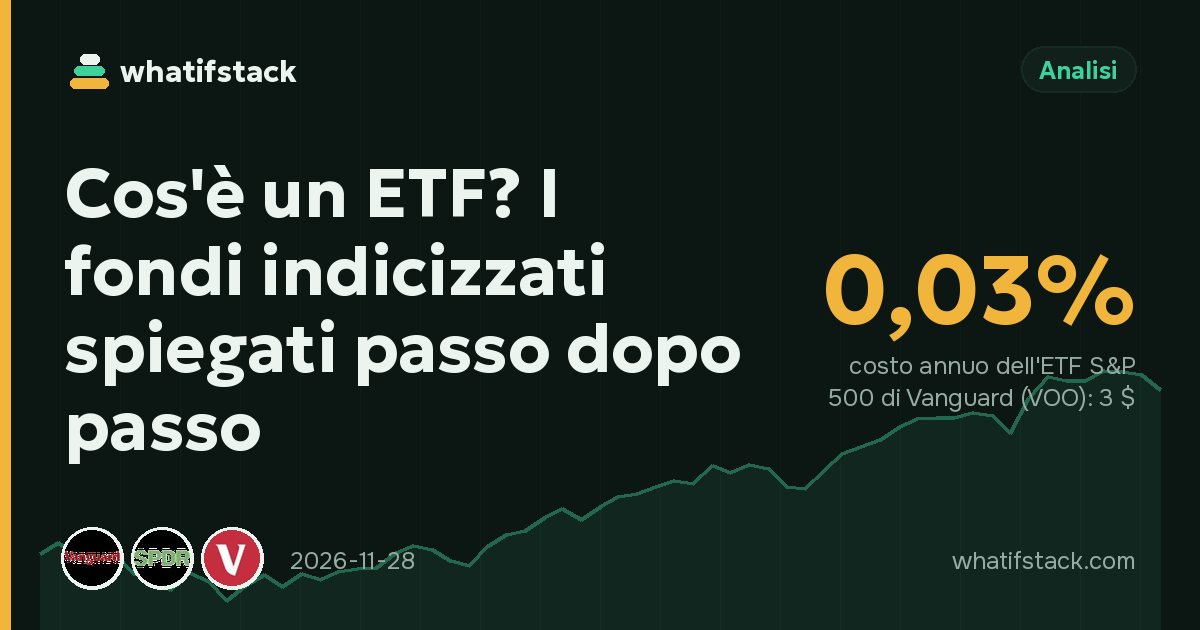 whatifstack
Analisi
Cos'è un ETF? I
fondi indicizzati
spiegati passo dopo
passo
0,03%
costo annuo dell'ETF S&P
500 di Vanguard (VOO): 3 $
Vanguard
SPDR
V
2026-11-28
whatifstack.com